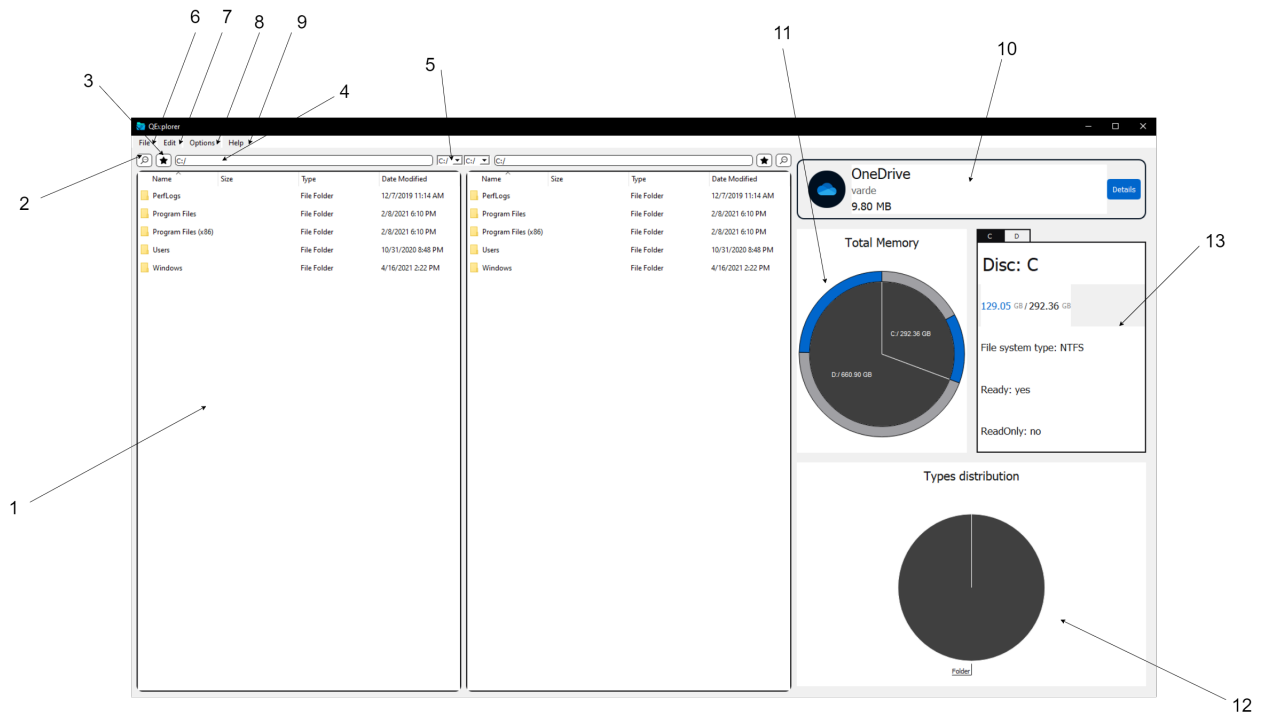 6 7 8 9
11
10
3
4
5
QExplorer
File Edit Options Help
C:/ C:/ C:/ C:/
2
Name Size Type Date Modified
PerfLogs File Folder 12/7/2019 11:14 AM
Program Files File Folder 2/8/2021 6:10 PM
Program Files (x86) File Folder 2/8/2021 6:10 PM
Users File Folder 10/31/2020 8:48 PM
Windows File Folder 4/16/2021 2:22 PM
Name Size Type Date Modified
PerfLogs File Folder 12/7/2019 11:14 AM
Program Files File Folder 2/8/2021 6:10 PM
Program Files (x86) File Folder 2/8/2021 6:10 PM
Users File Folder 10/31/2020 8:48 PM
Windows File Folder 4/16/2021 2:22 PM
OneDrive
varde
9.80 MB
Details
Total Memory
C:/ 292.36 GB
D:/ 660.90 GB
C D
Disc: C
129.05 GB / 292.36 GB
File system type: NTFS
Ready: yes
ReadOnly: no
13
1
Types distribution
Folder
12